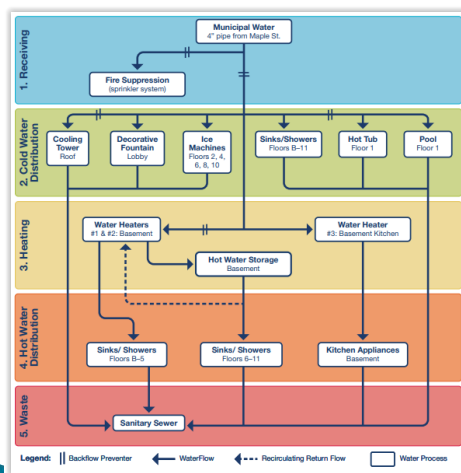 1. Receiving
Municipal Water
4" pipe from Maple St.
Fire Suppression
(sprinkler system)
2. Cold Water
Distribution
Cooling
Tower
Roof
Decorative
Fountain
Lobby
Ice
Machines
Floors 2, 4,
6, 8, 10
Sinks/Showers
Floors B–11
Hot Tub
Floor 1
Pool
Floor 1
3. Heating
Water Heaters
#1 & #2: Basement
Water Heater
#3: Basement Kitchen
Hot Water Storage
Basement
4. Hot Water
Distribution
Sinks/ Showers
Floors B–5
Sinks/ Showers
Floors 6–11
Kitchen Appliances
Basement
5. Waste
Sanitary Sewer
Legend:
Backflow Preventer
WaterFlow
Recirculating Return Flow
Water Process